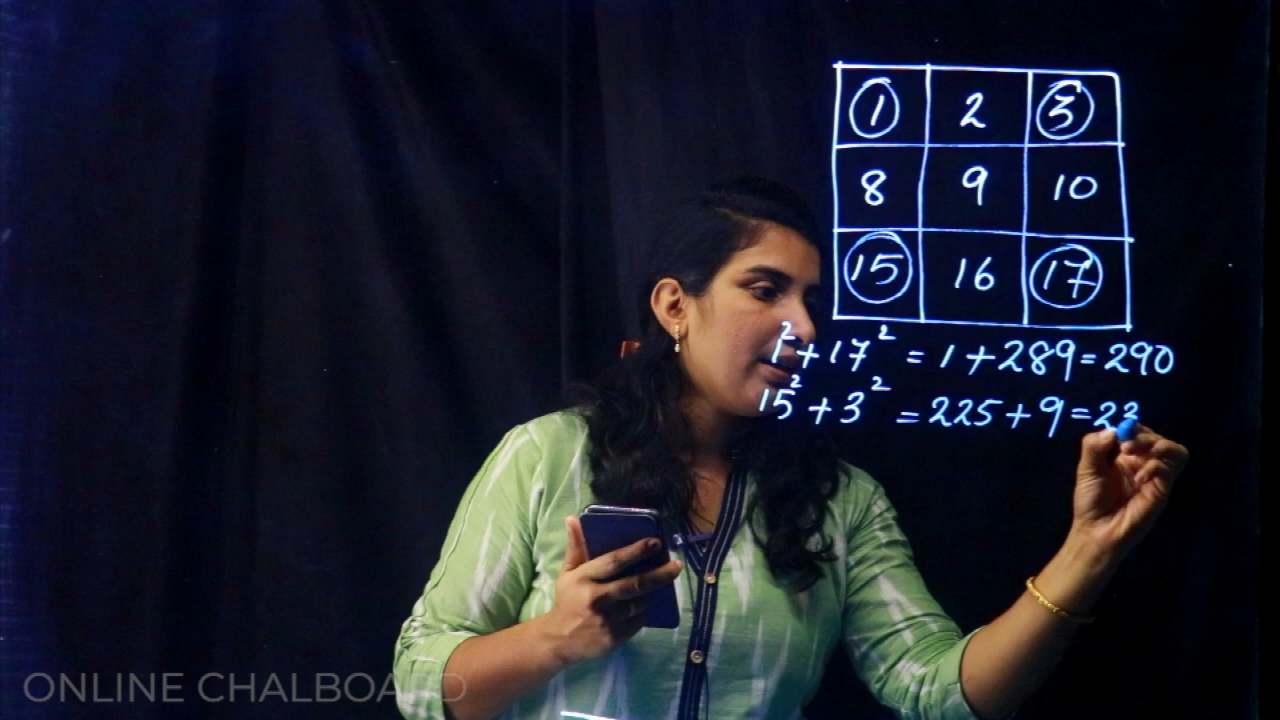 1 2 3
8 9 10
15 16 17
1² + 17² = 1 + 289 = 290
15² + 3² = 225 + 9 = 23
ONLINE CHALBOARD